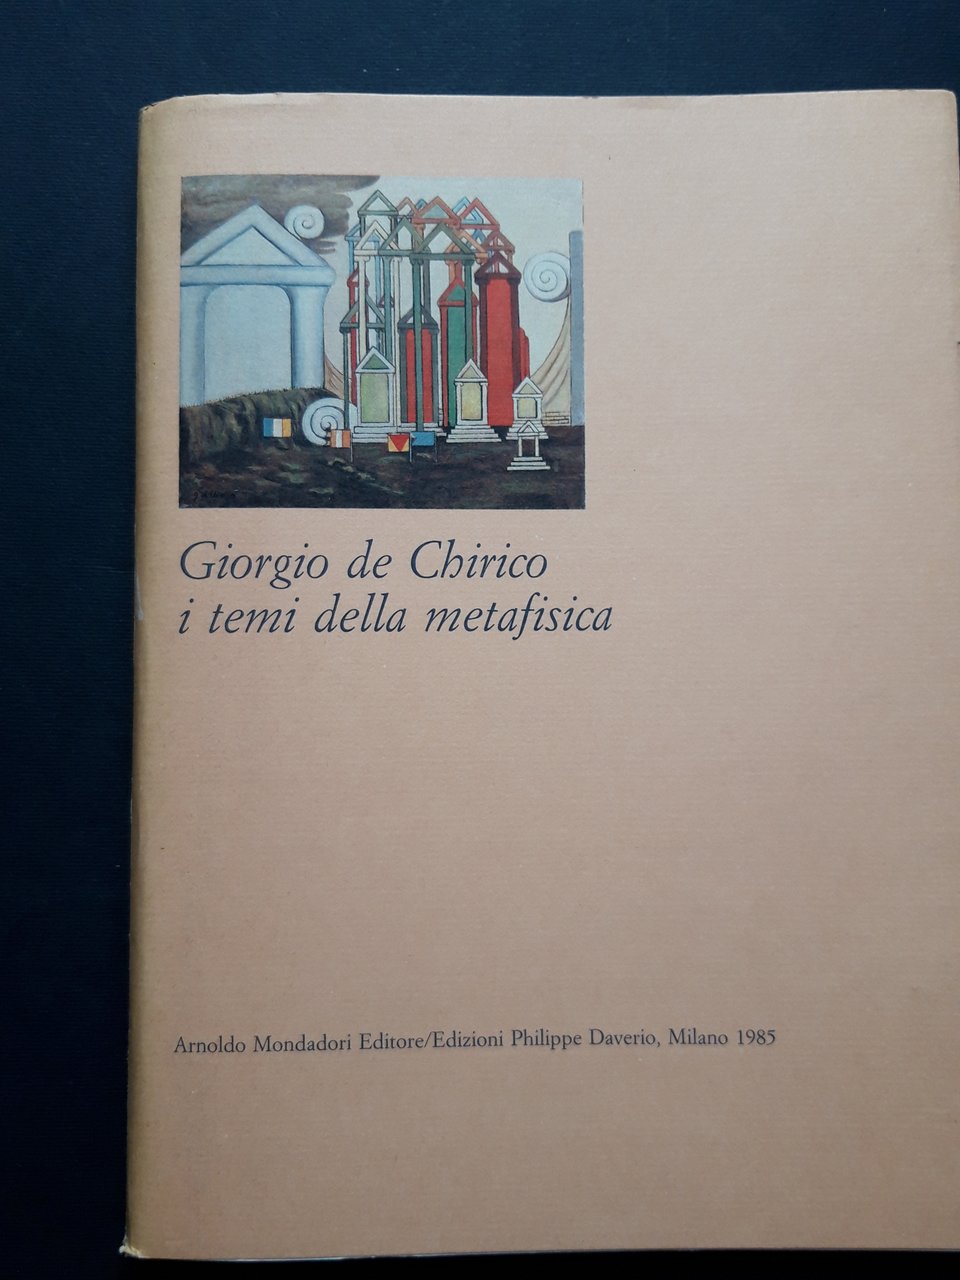 Giorgio de Chirico
i temi della metafisica
Arnoldo Mondadori Editore/Edizioni Philippe Daverio, Milano 1985